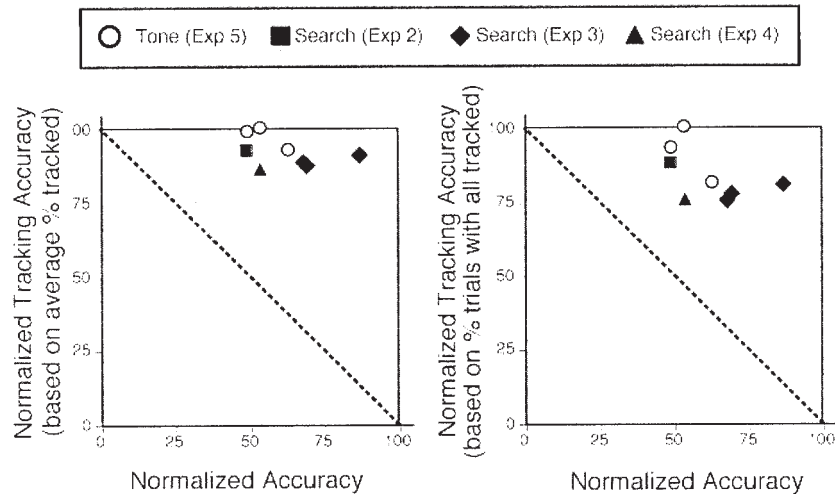 Tone (Exp 5) Search (Exp 2) Search (Exp 3) Search (Exp 4)
Normalized Tracking Accuracy
(based on average % tracked)
00
75
50
25
0
0 25 50 75 100
Normalized Accuracy
Normalized Tracking Accuracy
(based on % trials with all tracked)
100
75
50
25
0
0 25 50 75 100
Normalized Accuracy